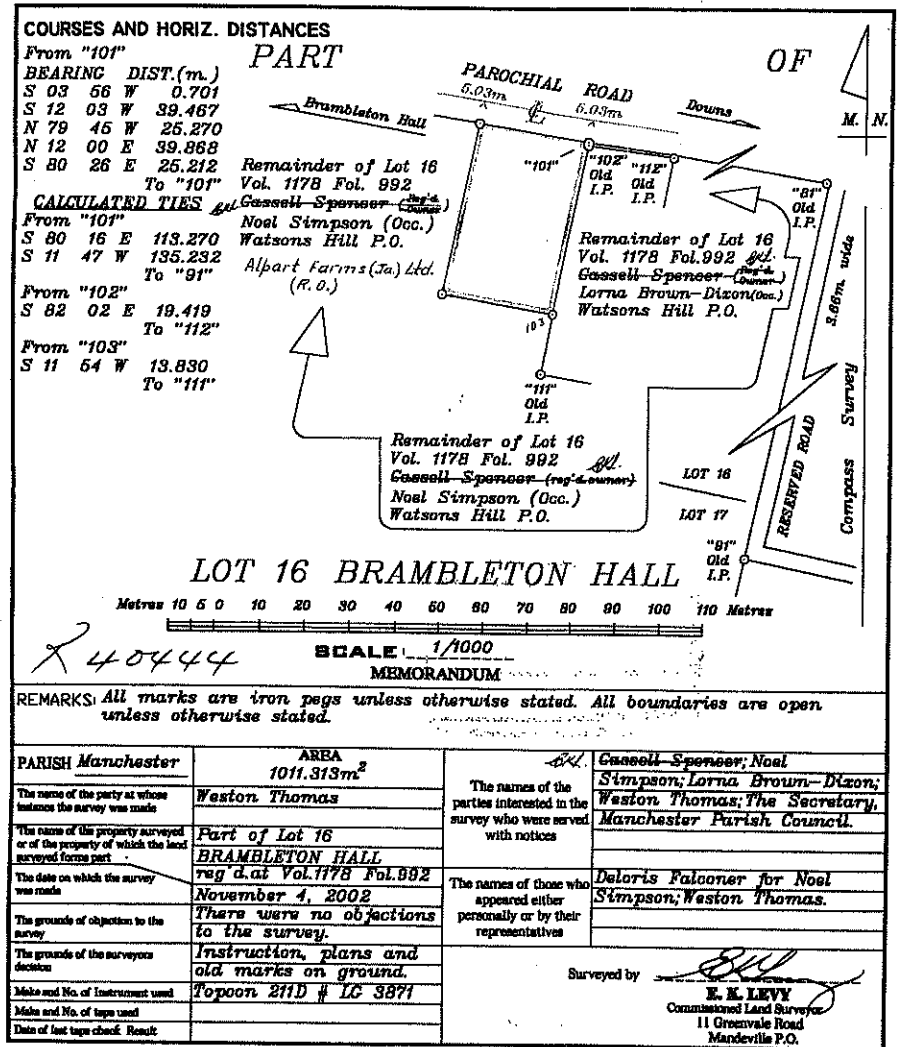 COURSES AND HORIZ. DISTANCES
From "101"
BEARING DIST.(m.)
S 03 56 W 0.701
S 12 03 W 39.467
N 79 45 W 25.270
N 12 00 E 39.868
S 80 26 E 25.212
To "101"
CALCULATED TIES
From "101"
S 80 16 E 113.270
S 11 47 W 135.232
To "91"
From "102"
S 82 02 E 19.419
To "112"
From "103"
S 11 54 W 13.830
To "111"
PART OF
PAROCHIAL ROAD
5.03m 5.03m
Brambleton Hall
Downs
M. N.
"101"
"102"
Old
I.P.
"112"
Old
I.P.
"81"
Old
I.P.
Remainder of Lot 16
Vol. 1178 Fol. 992
Gassell Spencer (Reg'd. Owner)
Noel Simpson (Occ.)
Watsons Hill P.O.
Alpart Farms (Ja.) Ltd.
(R.O.)
Remainder of Lot 16
Vol. 1178 Fol.992
Gassell Spencer (Reg'd. Owner)
Lorna Brown-Dixon(Occ.)
Watsons Hill P.O.
3.66m wide
103
"111"
Old
I.P.
Remainder of Lot 16
Vol. 1178 Fol. 992
Gassell Spencer (reg'd.owner)
Noel Simpson (Occ.)
Watsons Hill P.O.
LOT 16
LOT 17
RESERVED ROAD
Compass Survey
"91"
Old
I.P.
LOT 16 BRAMBLETON HALL
Metres 10 5 0 10 20 30 40 50 60 70 80 90 100 110 Metres
SCALE: 1/1000
R 40444
MEMORANDUM
REMARKS: All marks are iron pegs unless otherwise stated. All boundaries are open
unless otherwise stated.
PARISH Manchester
AREA
1011.313m²
The name of the party at whose
instance the survey was made
Weston Thomas
The name of the property surveyed
or of the property of which the land
surveyed forms part
Part of Lot 16
BRAMBLETON HALL
reg'd.at Vol.1178 Fol.992
The date on which the survey
was made
November 4, 2002
The grounds of objection to the
survey
There were no objections
to the survey.
The grounds of the surveyors
decision
Instruction, plans and
old marks on ground.
Make and No. of Instrument used
Topcon 211D # LG 3871
Make and No. of tape used
Date of last tape check Result
The names of the
parties interested in the
survey who were served
with notices
Gassell Spencer; Noel
Simpson; Lorna Brown-Dixon;
Weston Thomas; The Secretary,
Manchester Parish Council.
The names of those who
appeared either
personally or by their
representatives
Deloris Falconer for Noel
Simpson; Weston Thomas.
Surveyed by
E. K. LEVY
Commissioned Land Surveyor
11 Greenvale Road
Mandeville P.O.